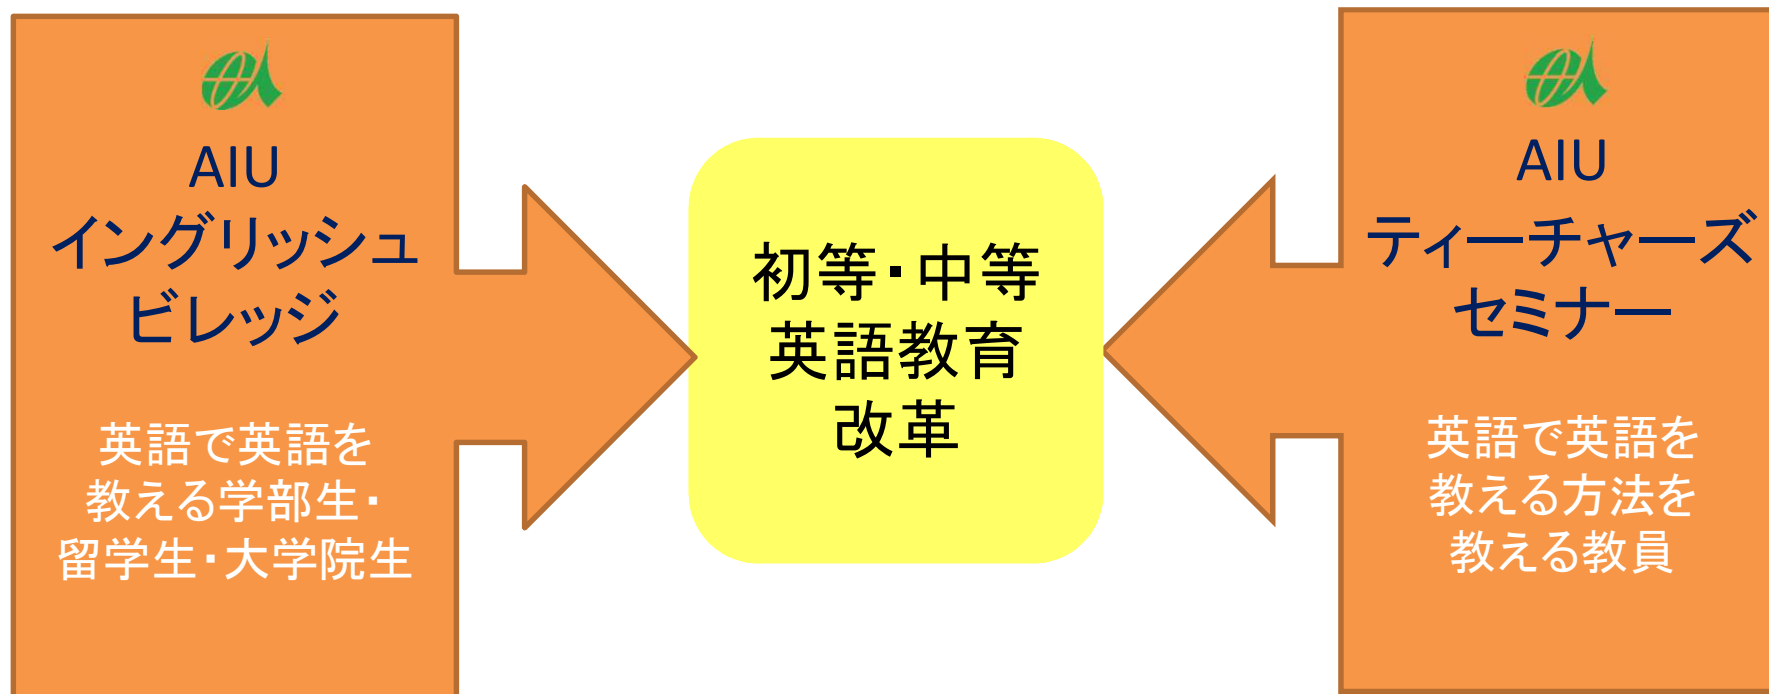 AIU
イングリッシュ
ビレッジ
英語で英語を
教える学部生・
留学生・大学院生
初等・中等
英語教育
改革
AIU
ティーチャーズ
セミナー
英語で英語を
教える方法を
教える教員